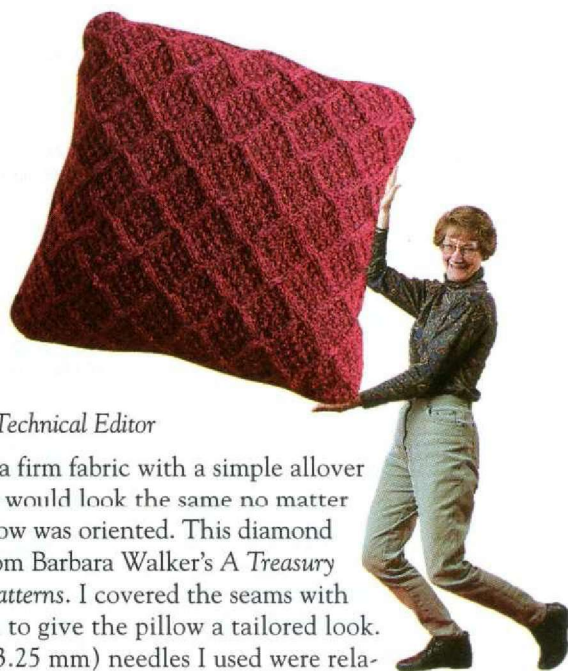 Technical Editor
a firm fabric with a simple allover
would look the same no matter
ow was oriented. This diamond
om Barbara Walker's A Treasury
atterns. I covered the seams with
to give the pillow a tailored look.
3.25 mm) needles I used were rela-